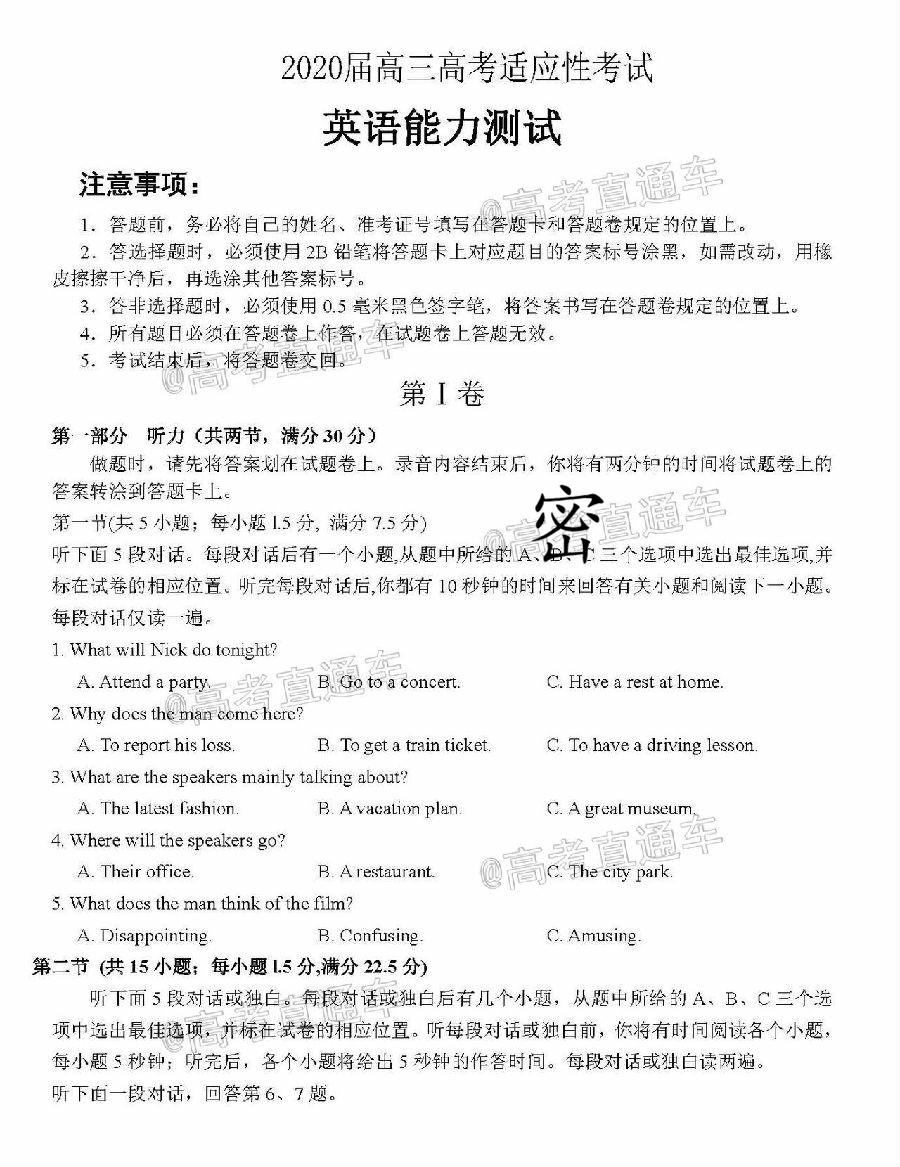 2020届高三高考适应性考试
英语能力测试
注意事项：
@高考直通车
1．答题前，务必将自己的姓名、准考证号填写在答题卡和答题卷规定的位置上。
2．答选择题时，必须使用2B铅笔将答题卡上对应题目的答案标号涂黑，如需改动，用橡
皮擦擦干净后，再选涂其他答案标号。
3．答非选择题时，必须使用0.5毫米黑色签字笔，将答案书写在答题卷规定的位置上。
4．所有题目必须在答题卷上作答，在试题卷上答题无效。
5．考试结束后，将答题卷交回。
@高考直通车
第Ⅰ卷
第一部分 听力（共两节，满分30分）
做题时，请先将答案划在试题卷上。录音内容结束后，你将有两分钟的时间将试题卷上的
答案转涂到答题卡上。
密
@高考直通车
第一节(共5小题；每小题1.5分, 满分7.5分)
听下面5段对话。每段对话后有一个小题,从题中所给的A、B、C三个选项中选出最佳选项,并
标在试卷的相应位置。听完每段对话后,你都有10秒钟的时间来回答有关小题和阅读下一小题。
每段对话仅读一遍。
1. What will Nick do tonight?
@高考直通车
A. Attend a party. B. Go to a concert. C. Have a rest at home.
2. Why does the man come here?
A. To report his loss. B. To get a train ticket. C. To have a driving lesson.
3. What are the speakers mainly talking about?
A. The latest fashion. B. A vacation plan. C. A great museum.
4. Where will the speakers go?
@高考直通车
A. Their office. B. A restaurant. C. The city park.
5. What does the man think of the film?
A. Disappointing. B. Confusing. C. Amusing.
第二节 (共15小题；每小题1.5分,满分22.5分)
听下面5段对话或独白。每段对话或独白后有几个小题，从题中所给的A、B、C三个选
@高考直通车
项中选出最佳选项，并标在试卷的相应位置。听每段对话或独白前，你将有时间阅读各个小题，
每小题5秒钟；听完后，各个小题将给出5秒钟的作答时间。每段对话或独白读两遍。
听下面一段对话，回答第6、7题。